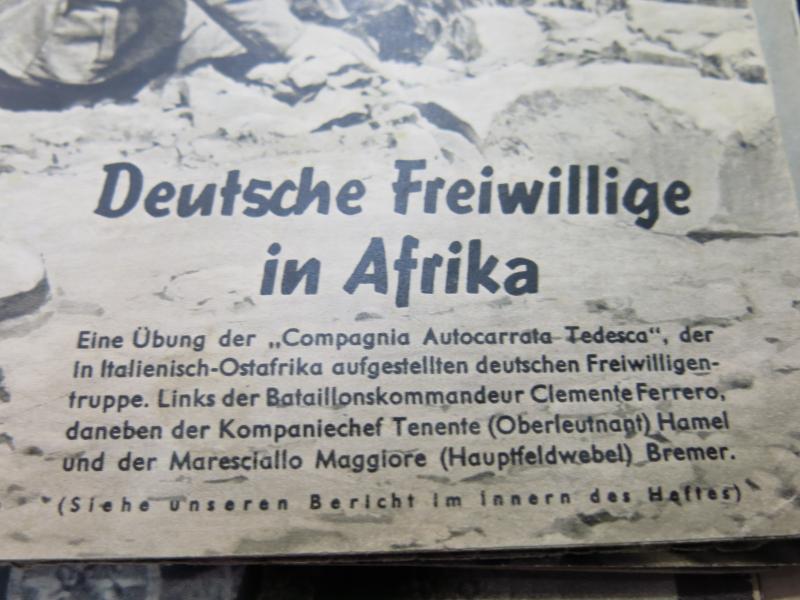 Deutsche Freiwillige
in Afrika
Eine Übung der „Compagnia Autocarrata Tedesca“, der
in Italienisch-Ostafrika aufgestellten deutschen Freiwilligen-
truppe. Links der Bataillonskommandeur Clemente Ferrero,
daneben der Kompaniechef Tenente (Oberleutnant) Hamel
und der Maresciallo Maggiore (Hauptfeldwebel) Bremer.
(Siehe unseren Bericht im innern des Heftes)